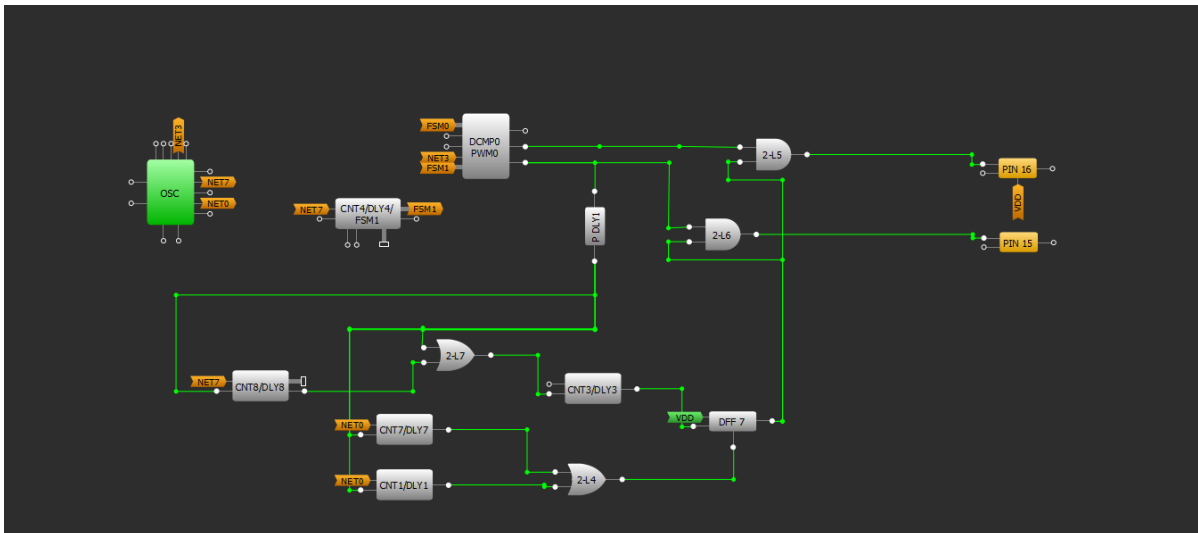 NET3
OSC
NET7
NET0
NET7
CNT4/DLY4/
FSM1
FSM1
FSM0
NET3
FSM1
DCMP0
PWM0
P DLY1
2-L5
2-L6
PIN 16
VDD
PIN 15
2-L7
NET7
CNT8/DLY8
CNT3/DLY3
NET0
CNT7/DLY7
VDD
DFF 7
NET0
CNT1/DLY1
2-L4